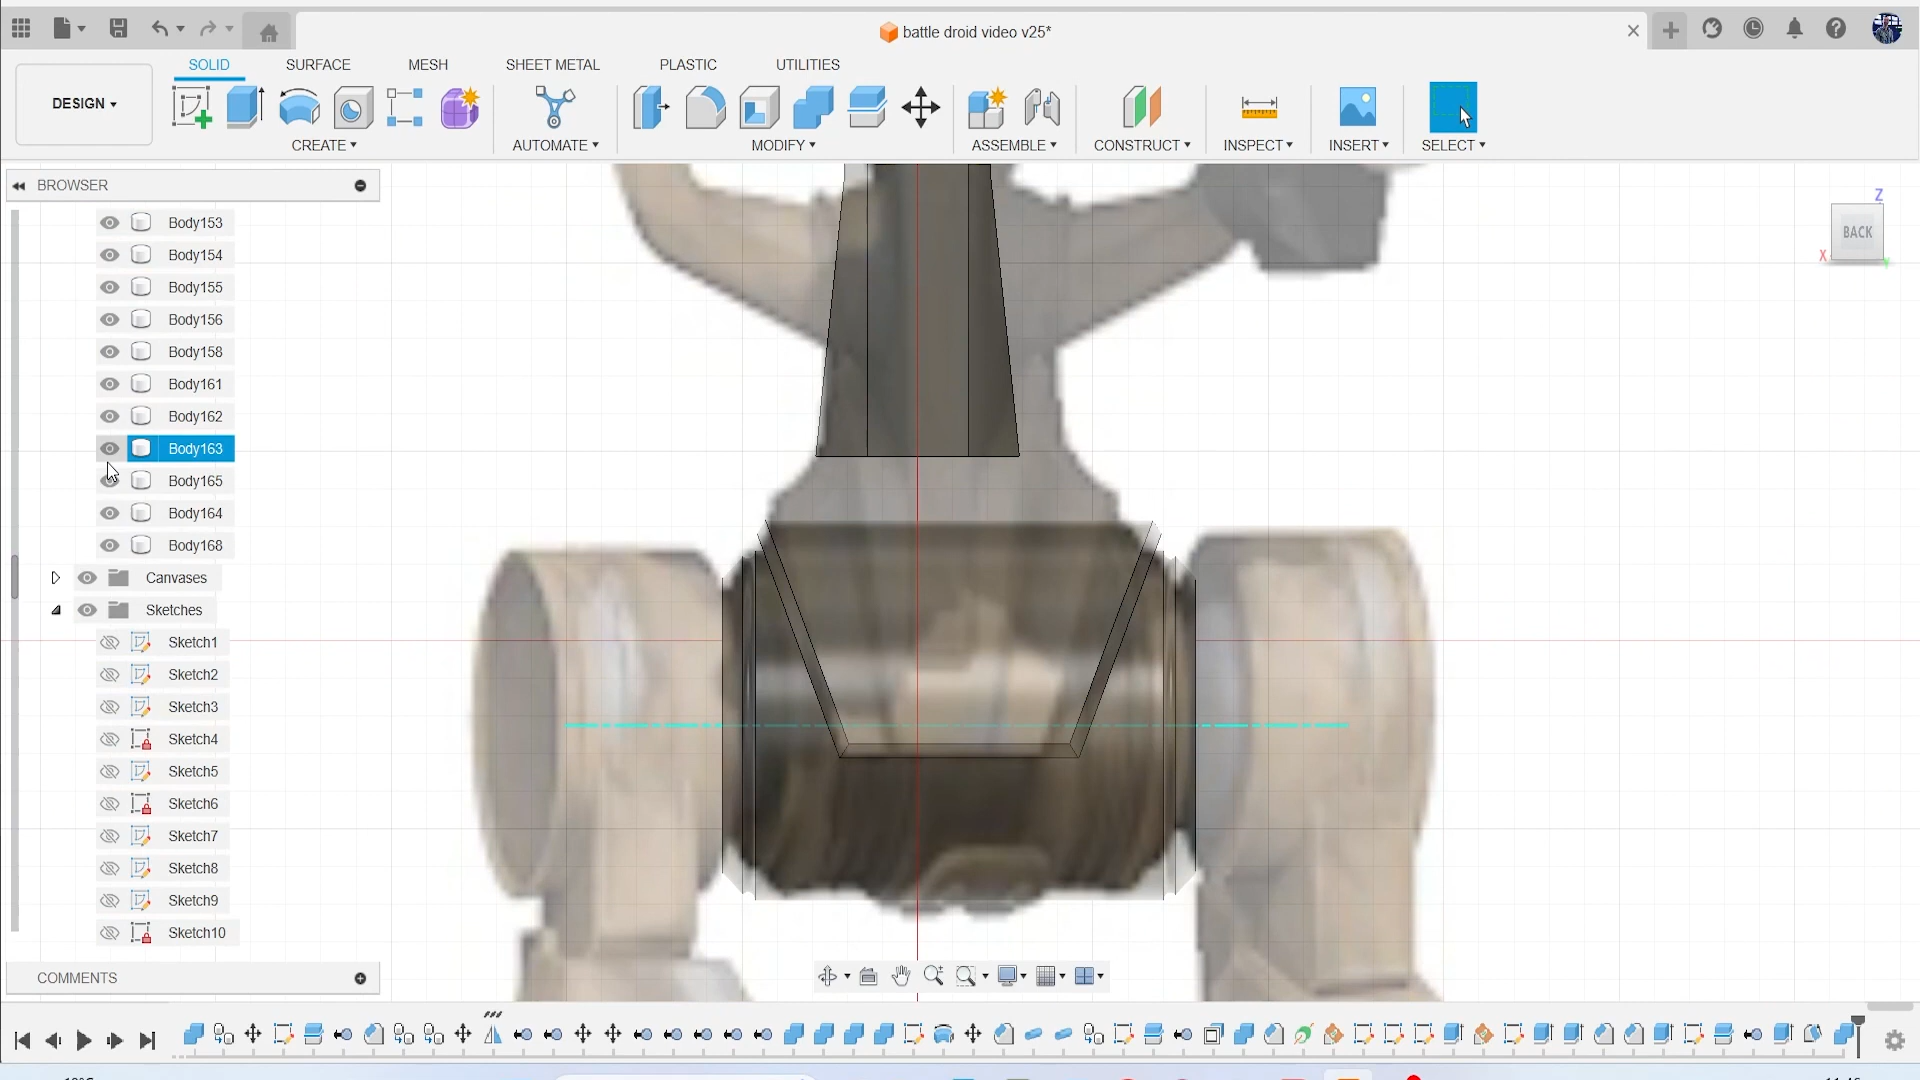 battle droid video v25*
SOLID SURFACE MESH SHEET METAL PLASTIC UTILITIES
DESIGN
CREATE AUTOMATE MODIFY ASSEMBLE CONSTRUCT INSPECT INSERT SELECT
BROWSER
Body153
Body154
Body155
Body156
Body158
Body161
Body162
Body163
Body165
Body164
Body168
Canvases
Sketches
Sketch1
Sketch2
Sketch3
Sketch4
Sketch5
Sketch6
Sketch7
Sketch8
Sketch9
Sketch10
COMMENTS
Z
BACK
X